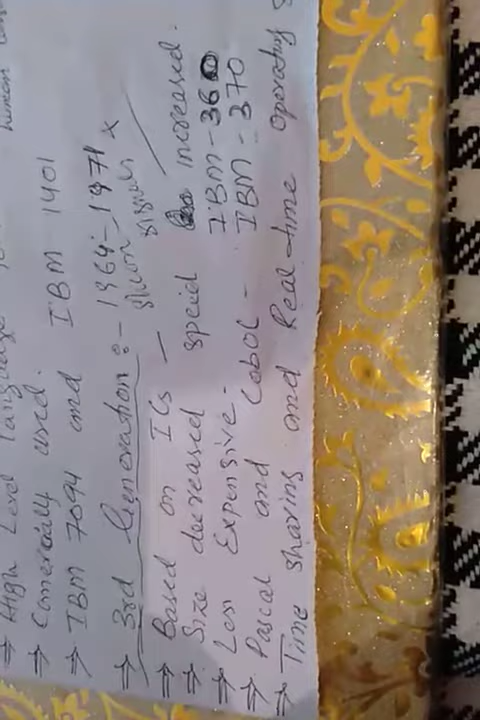 ⇒ High Level language
⇒ Comercially used.
⇒ IBM 7094 and IBM 1401
⇒ 3rd Generation :- 1964-1971
⇒ Based on ICs - silicon signals
⇒ Size decreased speed increased.
⇒ Less Expensive. IBM-360
⇒ Pascal and Cobol - IBM-370
⇒ Time sharing and Real-time operating S